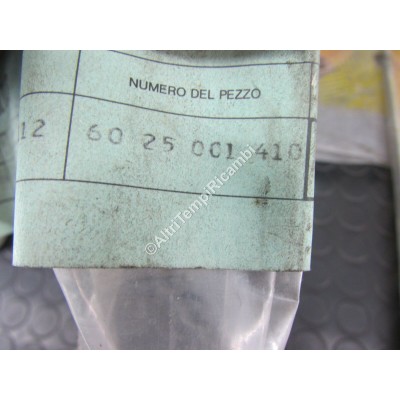 NUMERO DEL PEZZO
12 60 25 001 410
©AltriTempiRicambi